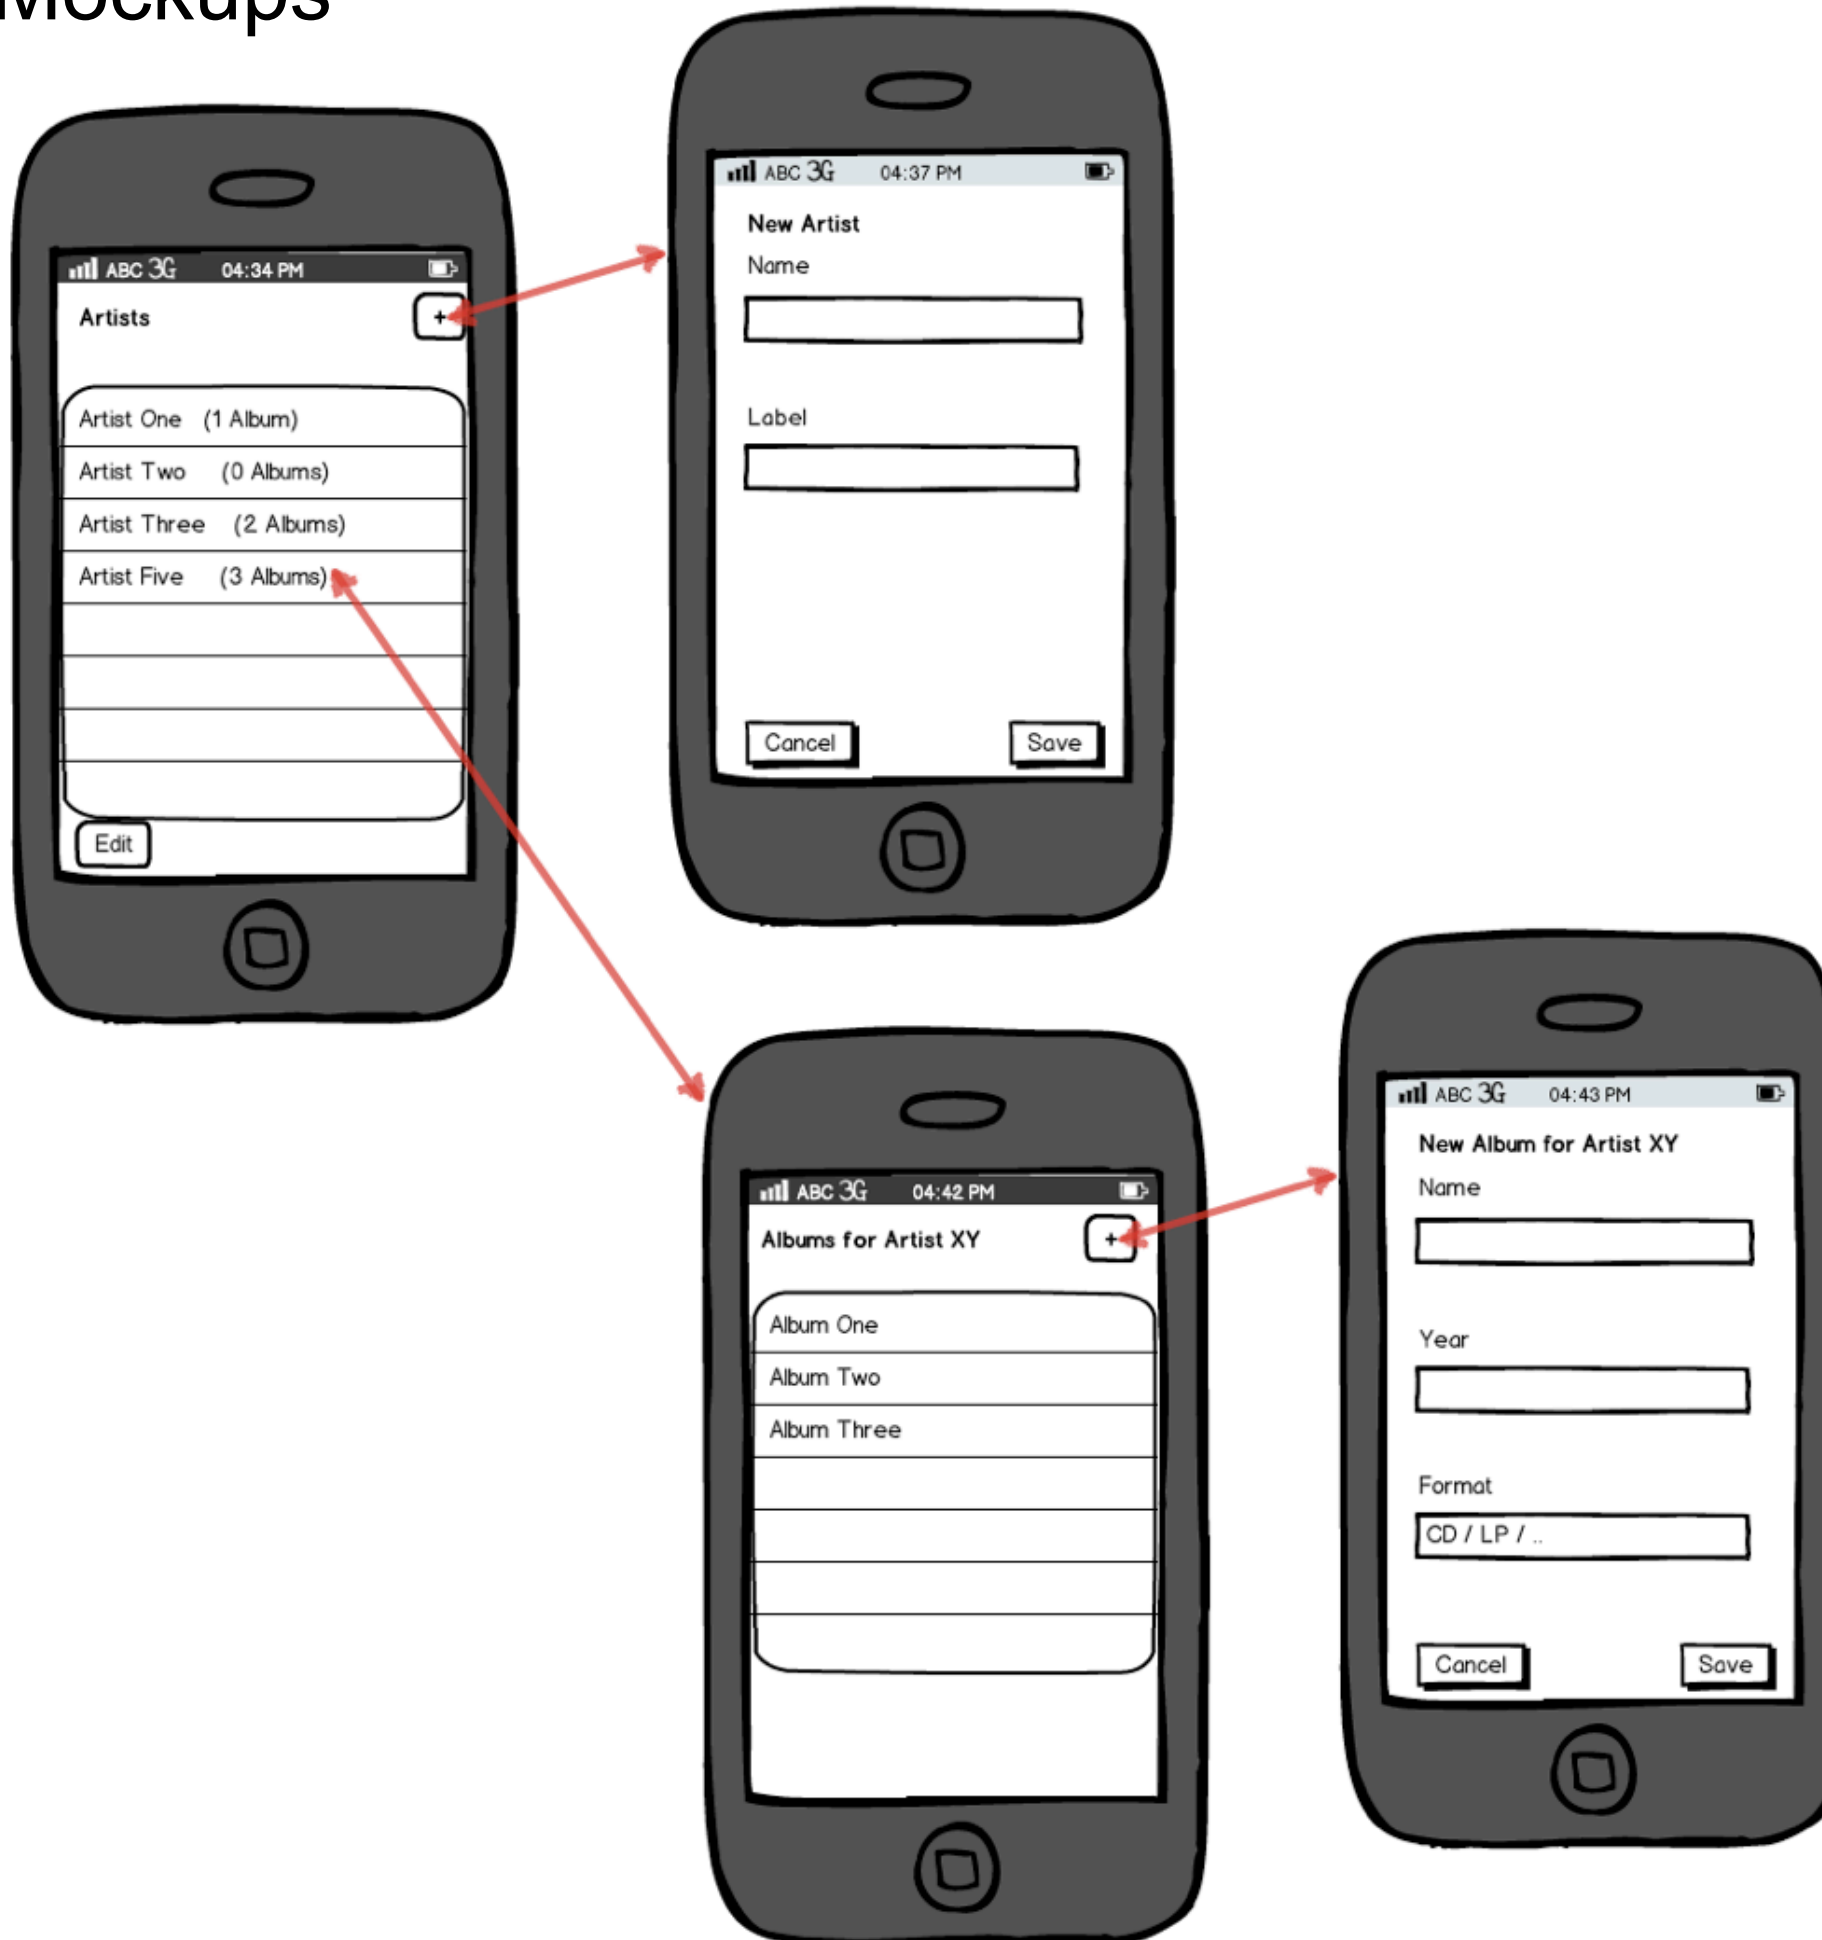 Mockups
ABC 3G 04:34 PM
Artists +
Artist One (1 Album)
Artist Two (0 Albums)
Artist Three (2 Albums)
Artist Five (3 Albums)
Edit
ABC 3G 04:37 PM
New Artist
Name
Label
Cancel Save
ABC 3G 04:42 PM
Albums for Artist XY +
Album One
Album Two
Album Three
ABC 3G 04:43 PM
New Album for Artist XY
Name
Year
Format
CD / LP / ..
Cancel Save